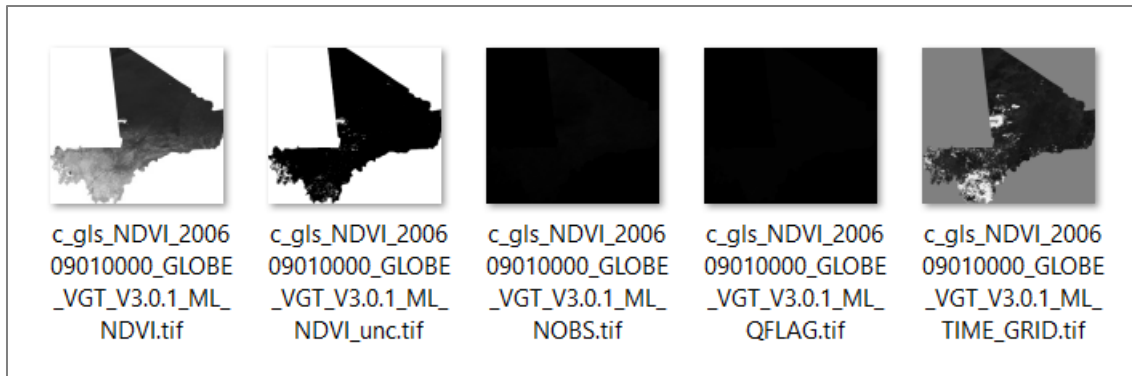 c_gls_NDVI_2006
09010000_GLOBE
_VGT_V3.0.1_ML_
NDVI.tif
c_gls_NDVI_2006
09010000_GLOBE
_VGT_V3.0.1_ML_
NDVI_unc.tif
c_gls_NDVI_2006
09010000_GLOBE
_VGT_V3.0.1_ML_
NOBS.tif
c_gls_NDVI_2006
09010000_GLOBE
_VGT_V3.0.1_ML_
QFLAG.tif
c_gls_NDVI_2006
09010000_GLOBE
_VGT_V3.0.1_ML_
TIME_GRID.tif